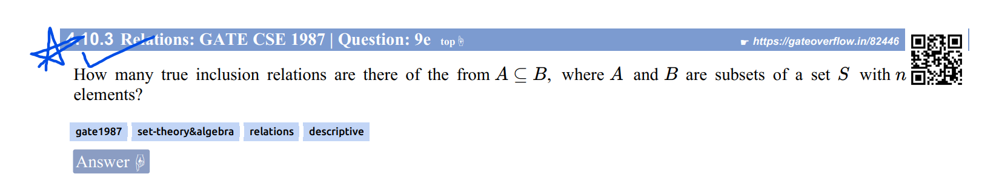 4.10.3 Relations: GATE CSE 1987 | Question: 9e top ☟ ☛ https://gateoverflow.in/82446
How many true inclusion relations are there of the from A ⊆ B, where A and B are subsets of a set S with n
elements?
gate1987 set-theory&algebra relations descriptive
Answer ☟